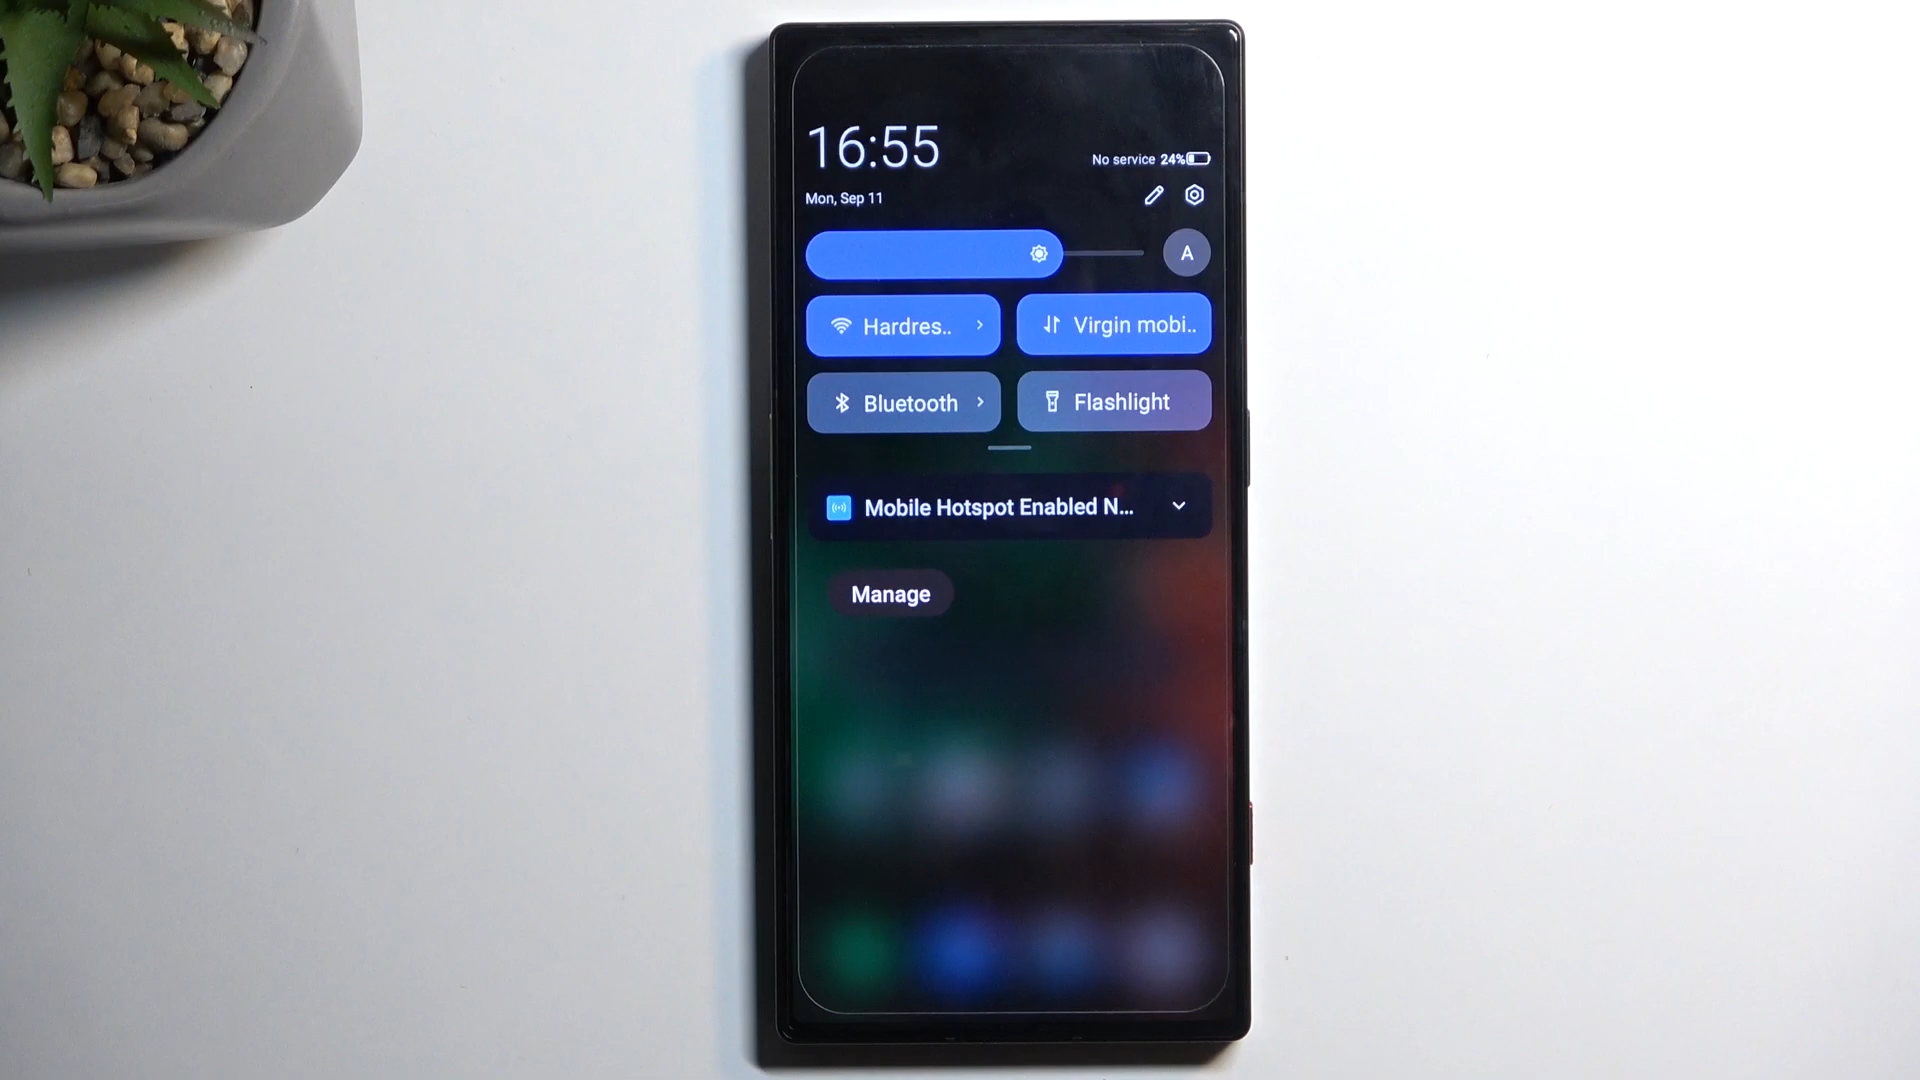 16:55
No service 24%
Mon, Sep 11
A
Hardres..
Virgin mobi..
Bluetooth
Flashlight
Mobile Hotspot Enabled N...
Manage